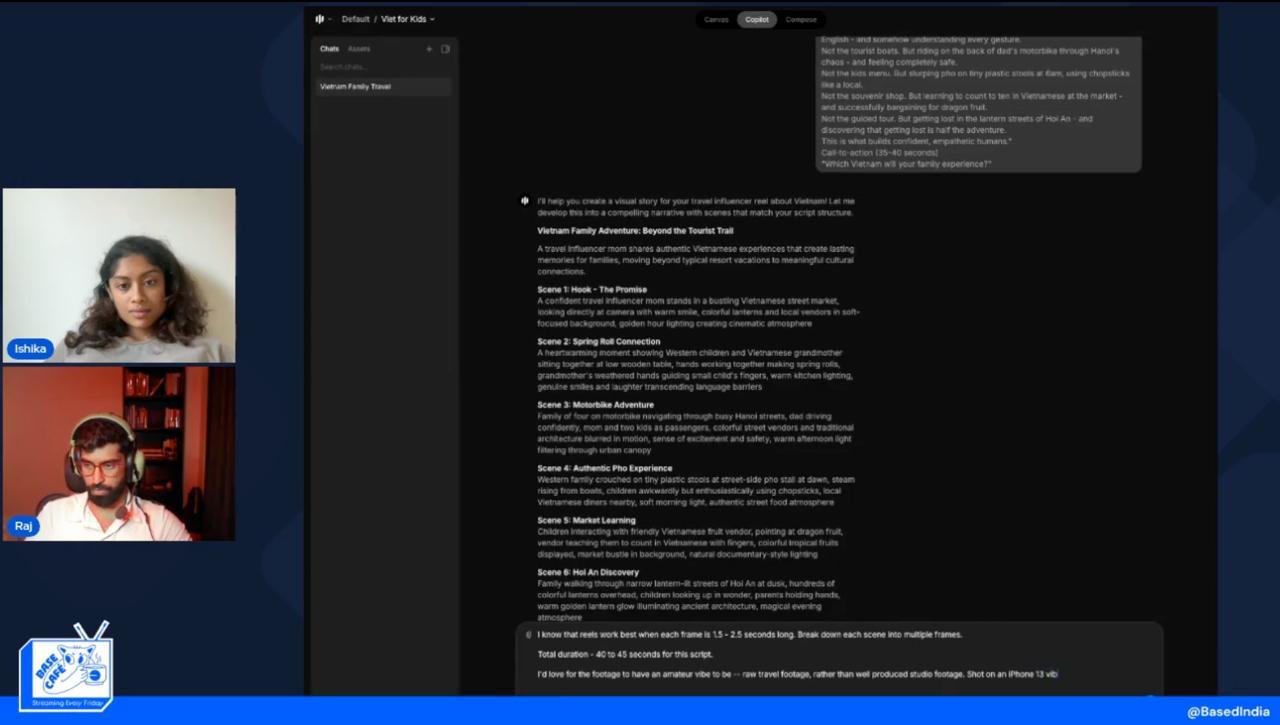 Default / Viet for Kids
Canvas Copilot Compose
Chats Assets
Search chats...
Vietnam Family Travel
English - and somehow understanding every gesture.
Not the tourist boats. But riding on the back of dad's motorbike through Hanoi's
chaos - and feeling completely safe.
Not the kids menu. But slurping pho on tiny plastic stools at 6am, using chopsticks
like a local.
Not the souvenir shop. But learning to count to ten in Vietnamese at the market -
and successfully bargaining for dragon fruit.
Not the guided tour. But getting lost in the lantern streets of Hoi An - and
discovering that getting lost is half the adventure.
This is what builds confident, empathetic humans."
Call-to-action (35-40 seconds)
"Which Vietnam will your family experience?"
I'll help you create a visual story for your travel influencer reel about Vietnam! Let me
develop this into a compelling narrative with scenes that match your script structure.
Vietnam Family Adventure: Beyond the Tourist Trail
A travel influencer mom shares authentic Vietnamese experiences that create lasting
memories for families, moving beyond typical resort vacations to meaningful cultural
connections.
Scene 1: Hook - The Promise
A confident travel influencer mom stands in a bustling Vietnamese street market,
looking directly at camera with warm smile, colorful lanterns and local vendors in soft-
focused background, golden hour lighting creating cinematic atmosphere
Scene 2: Spring Roll Connection
A heartwarming moment showing Western children and Vietnamese grandmother
sitting together at low wooden table, hands working together making spring rolls,
grandmother's weathered hands guiding small child's fingers, warm kitchen lighting,
genuine smiles and laughter transcending language barriers
Scene 3: Motorbike Adventure
Family of four on motorbike navigating through busy Hanoi streets, dad driving
confidently, mom and two kids as passengers, colorful street vendors and traditional
architecture blurred in motion, sense of excitement and safety, warm afternoon light
filtering through urban canopy
Scene 4: Authentic Pho Experience
Western family crouched on tiny plastic stools at street-side pho stall at dawn, steam
rising from bowls, children awkwardly but enthusiastically using chopsticks, local
Vietnamese diners nearby, soft morning light, authentic street food atmosphere
Scene 5: Market Learning
Children interacting with friendly Vietnamese fruit vendor, pointing at dragon fruit,
vendor teaching them to count in Vietnamese with fingers, colorful tropical fruits
displayed, market bustle in background, natural documentary-style lighting
Scene 6: Hoi An Discovery
Family walking through narrow lantern-lit streets of Hoi An at dusk, hundreds of
colorful lanterns overhead, children looking up in wonder, parents holding hands,
warm golden lantern glow illuminating ancient architecture, magical evening
atmosphere
I know that reels work best when each frame is 1.5 - 2.5 seconds long. Break down each scene into multiple frames.
Total duration - 40 to 45 seconds for this script.
I'd love for the footage to have an amateur vibe to be -- raw travel footage, rather than well produced studio footage. Shot on an iPhone 13 vib
Ishika
Raj
BASE
CAFÉ
Streaming Every Friday
@BasedIndia